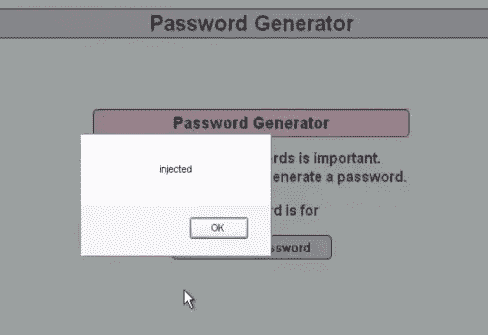 Password Generator
Password Generator
rds is important.
injected
enerate a password.
rd is for
OK
ssword